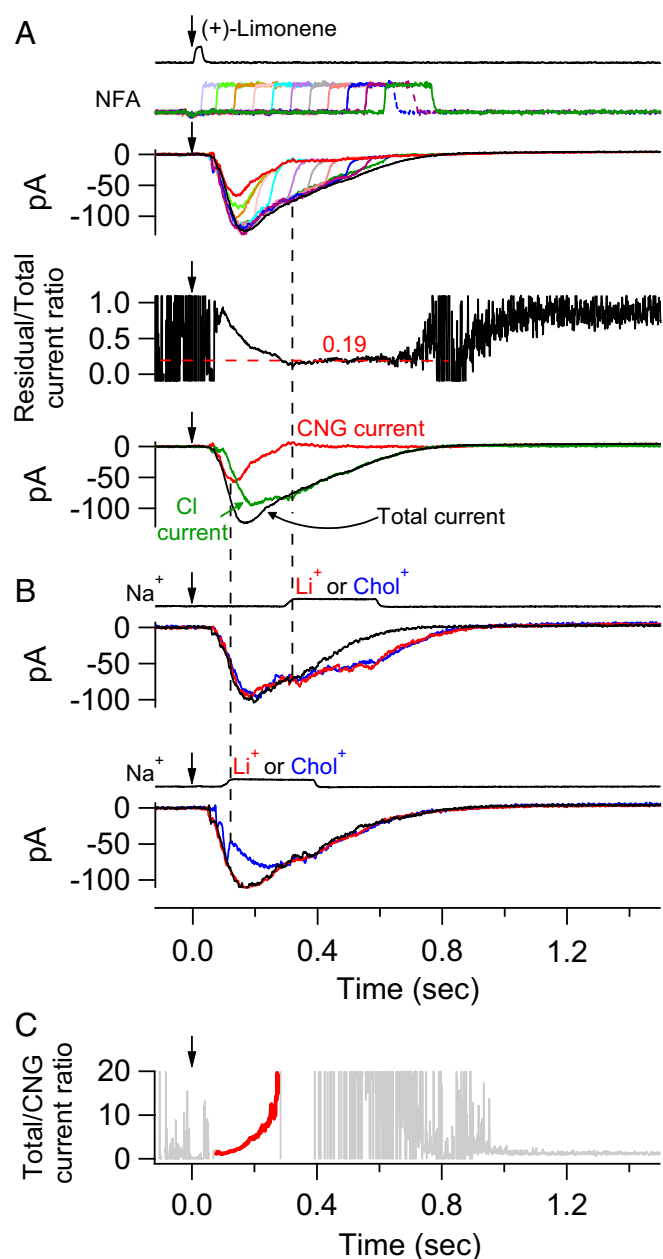 A
(+)-Limonene
NFA
0
-50
-100
pA
1.0
0.5
0.0
Residual/Total
current ratio
0.19
0
-50
-100
pA
CNG current
Cl
current
Total current
B
Na+
Li+ or Chol+
0
-50
-100
pA
Na+
Li+ or Chol+
0
-50
-100
pA
0.0 0.4 0.8 1.2
Time (sec)
C
20
10
0
Total/CNG
current ratio
0.0 0.4 0.8 1.2
Time (sec)